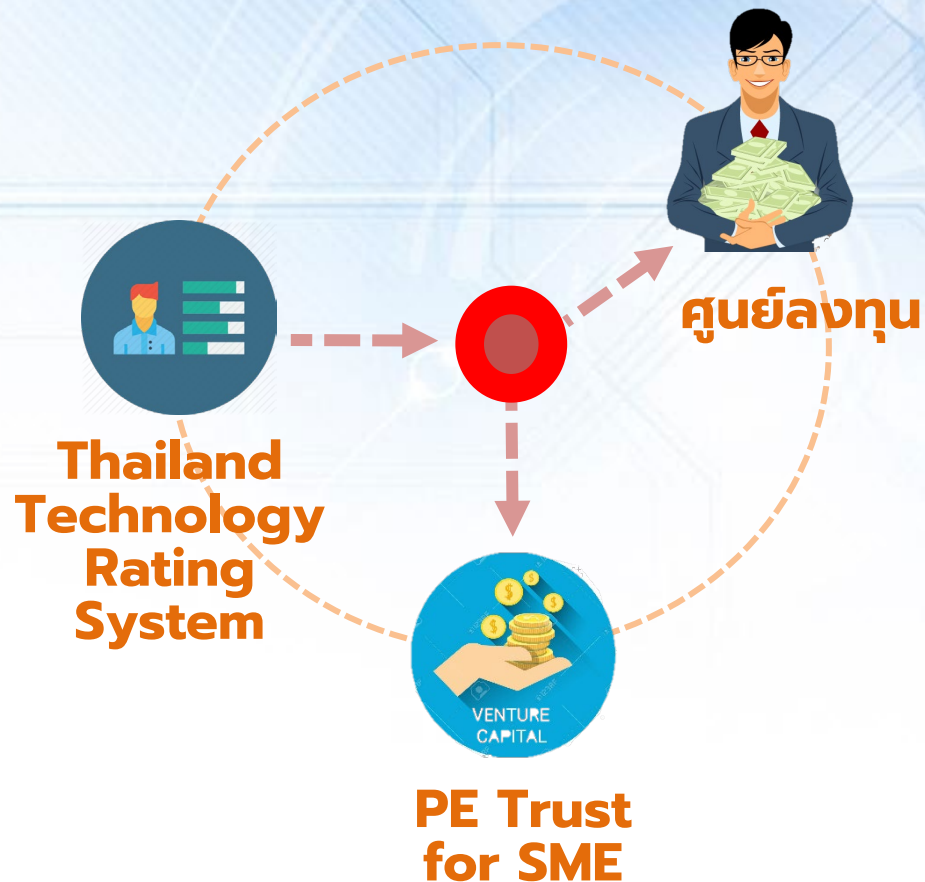 ศูนย์ลงทุน
Thailand
Technology
Rating
System
VENTURE
CAPITAL
PE Trust
for SME